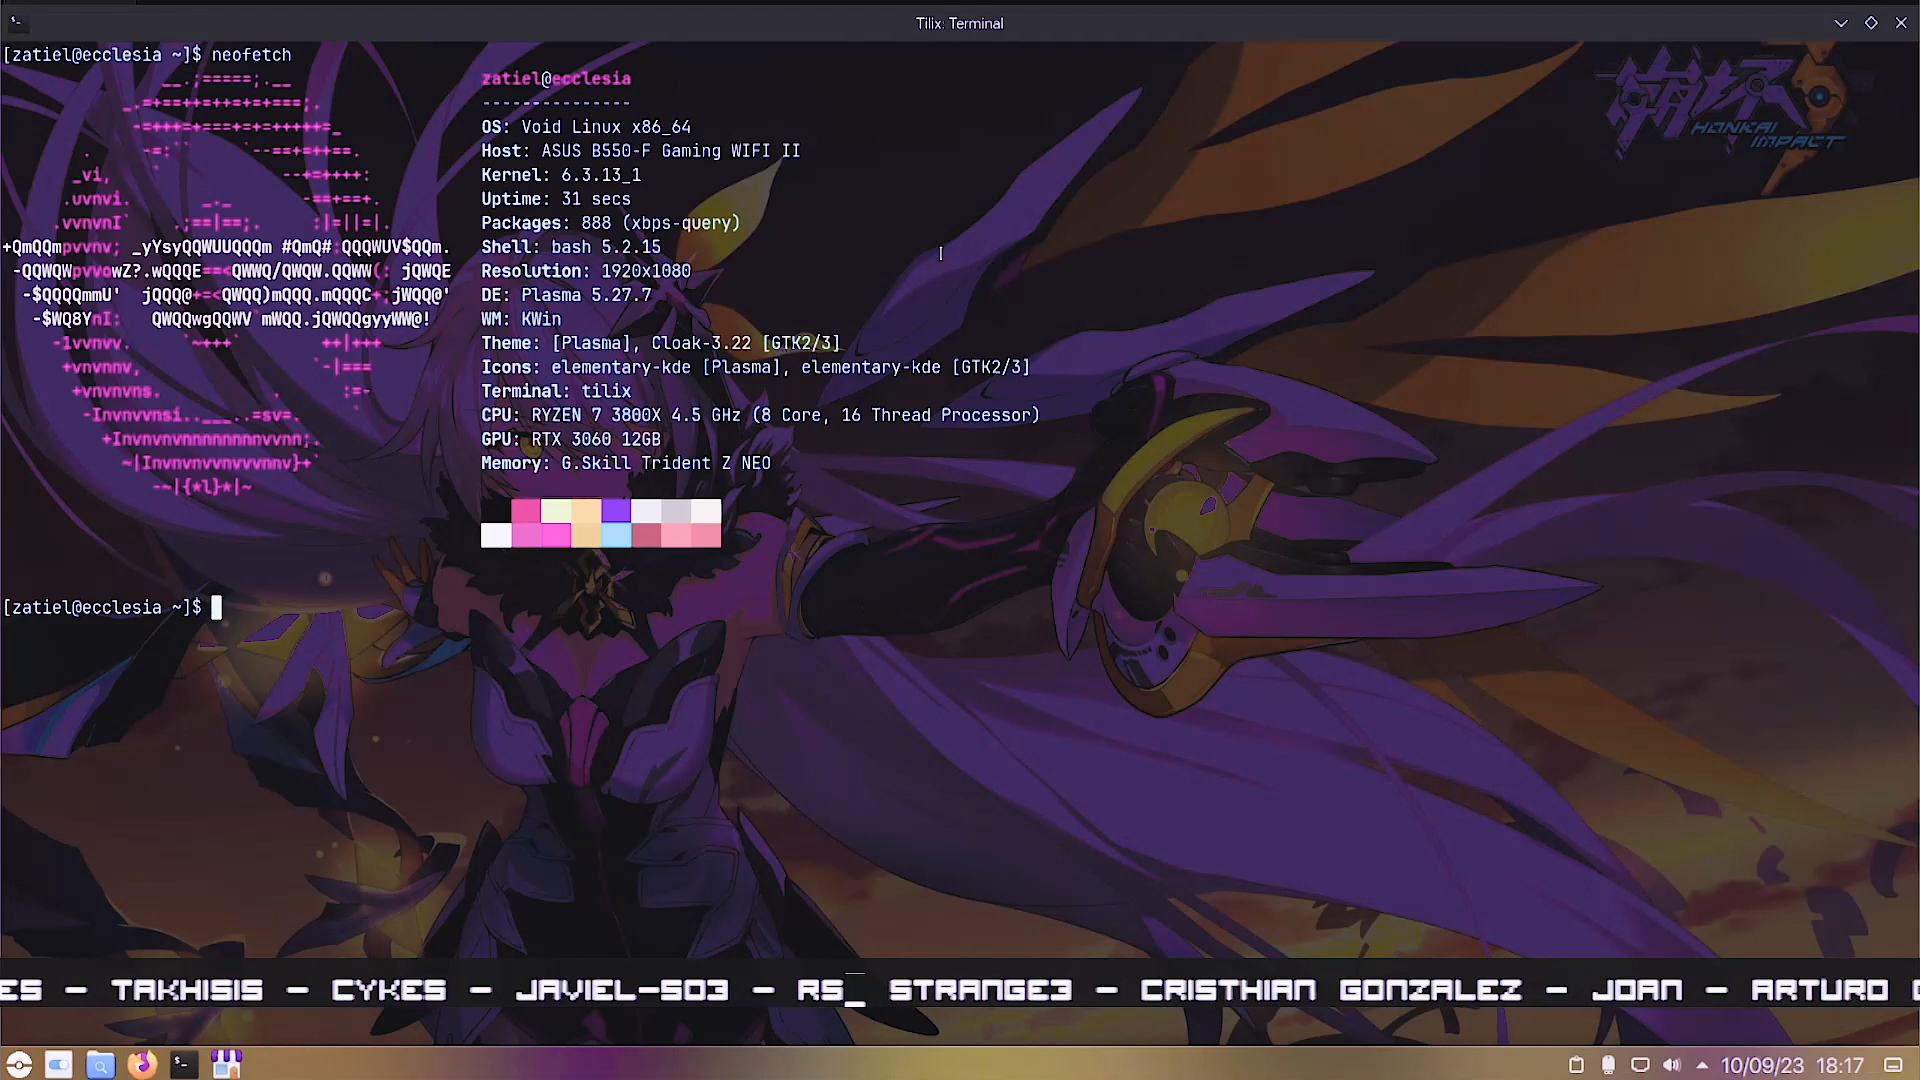 Tilix: Terminal
[zatiel@ecclesia ~]$ neofetch
zatiel@ecclesia
---------------
OS: Void Linux x86_64
Host: ASUS B550-F Gaming WIFI II
Kernel: 6.3.13_1
Uptime: 31 secs
Packages: 888 (xbps-query)
Shell: bash 5.2.15
Resolution: 1920x1080
DE: Plasma 5.27.7
WM: KWin
Theme: [Plasma], Cloak-3.22 [GTK2/3]
Icons: elementary-kde [Plasma], elementary-kde [GTK2/3]
Terminal: tilix
CPU: RYZEN 7 3800X 4.5 GHz (8 Core, 16 Thread Processor)
GPU: RTX 3060 12GB
Memory: G.Skill Trident Z NEO
[zatiel@ecclesia ~]$
崩坏
HONKAI
IMPACT
ES - TAKHISIS - CYKES - JAVIEL-S03 - RS_ STRANGE3 - CRISTHIAN GONZALEZ - JOAN - ARTURO
10/09/23 18:17